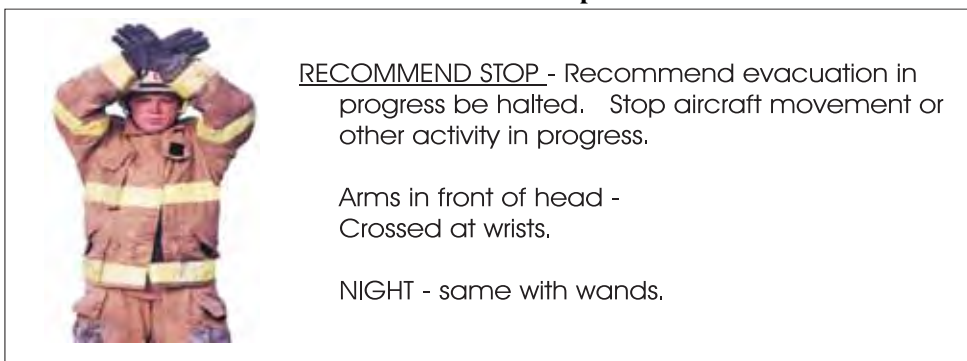 RECOMMEND STOP - Recommend evacuation in
progress be halted.   Stop aircraft movement or
other activity in progress.
Arms in front of head -
Crossed at wrists.
NIGHT - same with wands.